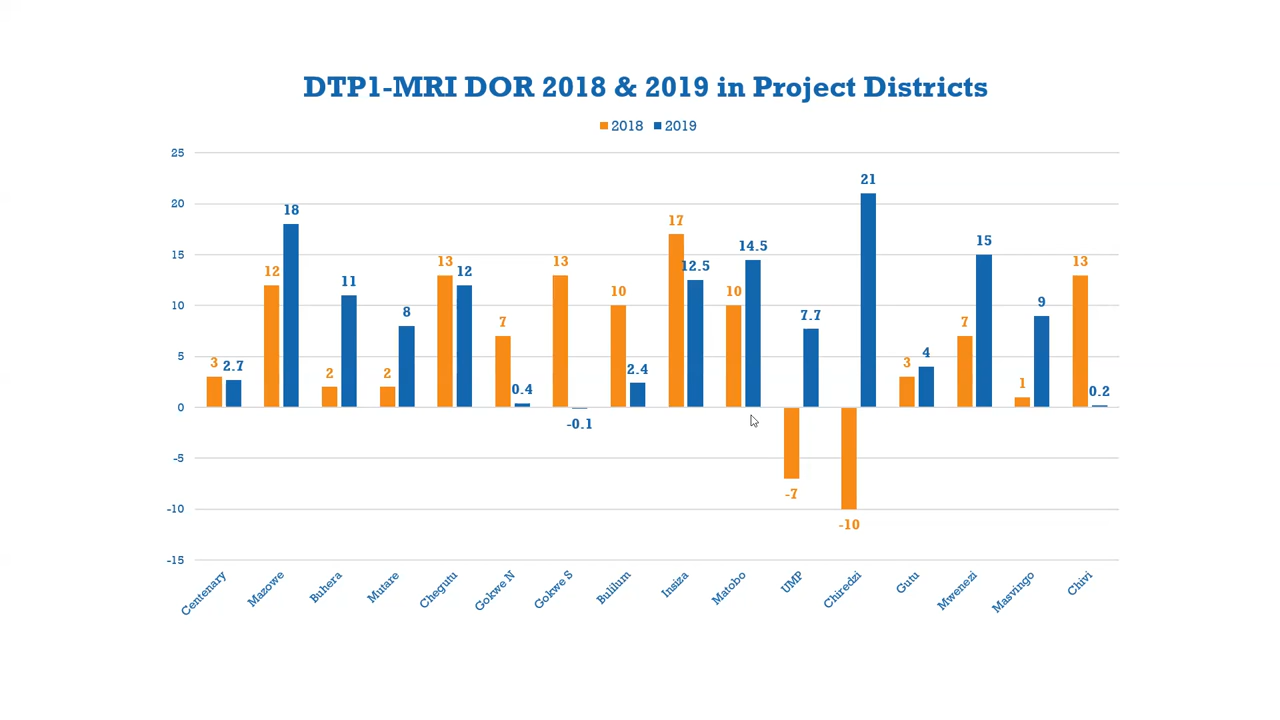 DTP1-MRI DOR 2018 & 2019 in Project Districts
2018 2019
25
20
15
10
5
0
-5
-10
-15
3 2.7
12 18
2 11
2 8
13 12
7 0.4
13 -0.1
10 2.4
17 12.5
10 14.5
-7 7.7
-10 21
3 4
7 15
1 9
13 0.2
Centenary
Mazowe
Buhera
Mutare
Chegutu
Gokwe N
Gokwe S
Bulilum
Insiza
Matobo
UMP
Chiredzi
Gutu
Mwenezi
Masvingo
Chivi